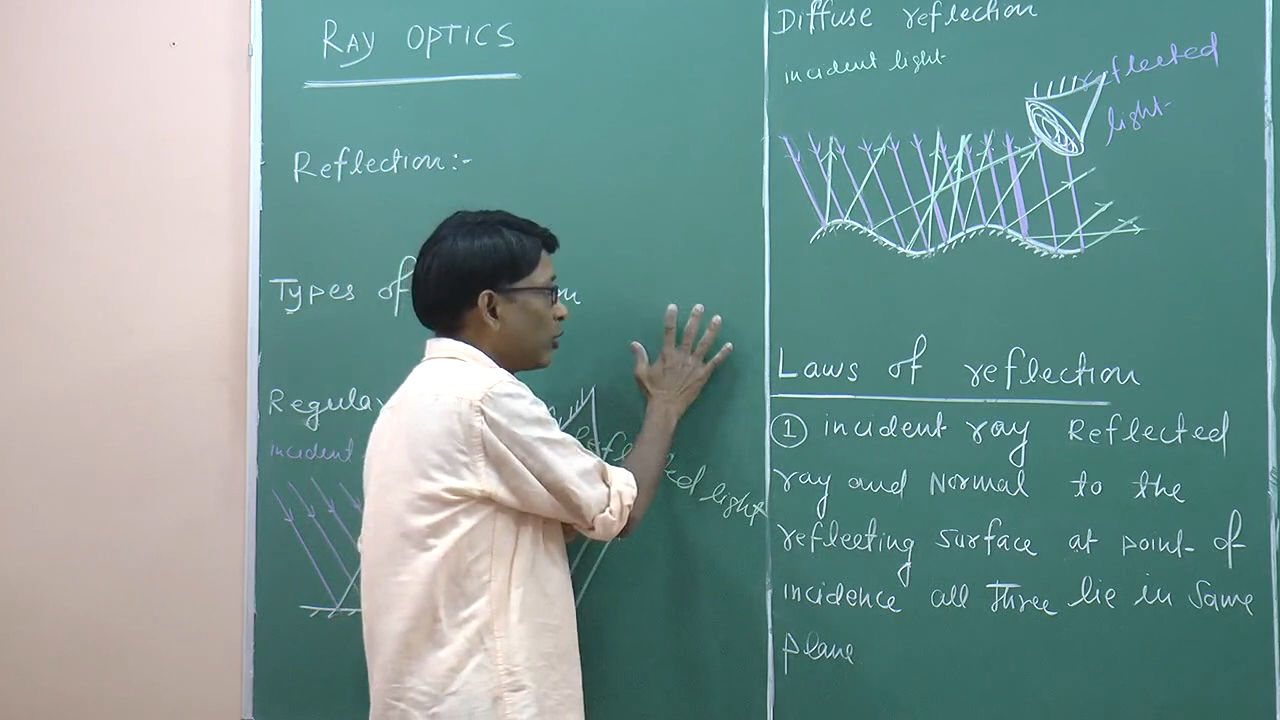 RAY OPTICS
Reflection:-
Types of
Regular
incident
reflected light
Diffuse reflection
incident light
reflected
light
Laws of reflection
① incident ray Reflected
ray and Normal to the
reflecting surface at point of
incidence all Three lie in Same
plane